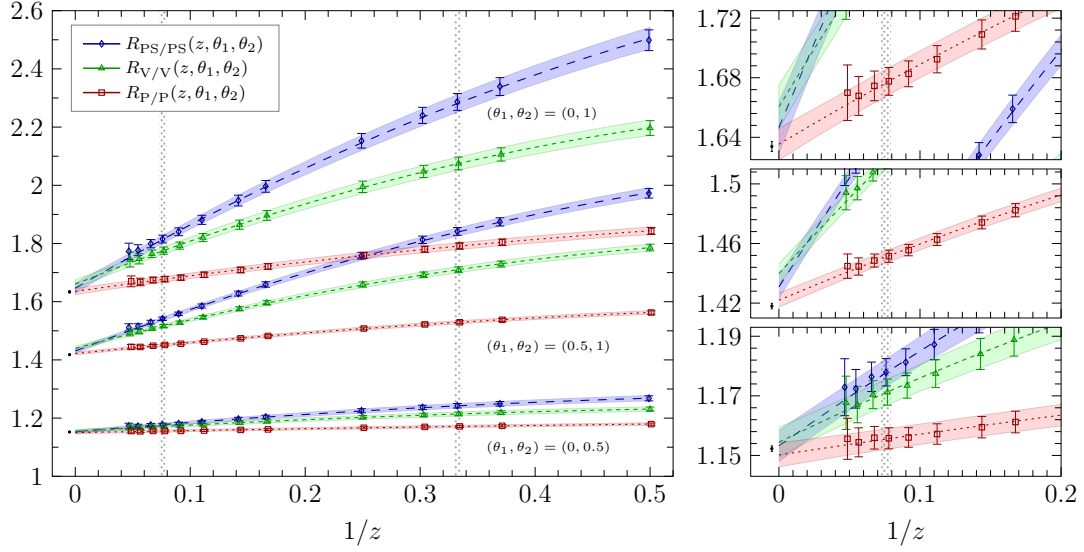 2.6
2.4
2.2
2
1.8
1.6
1.4
1.2
1
R_PS/PS(z, θ₁, θ₂)
R_V/V(z, θ₁, θ₂)
R_P/P(z, θ₁, θ₂)
(θ₁, θ₂) = (0, 1)
(θ₁, θ₂) = (0.5, 1)
(θ₁, θ₂) = (0, 0.5)
0 0.1 0.2 0.3 0.4 0.5
1/z
1.72
1.68
1.64
1.5
1.46
1.42
1.19
1.17
1.15
0 0.1 0.2
1/z